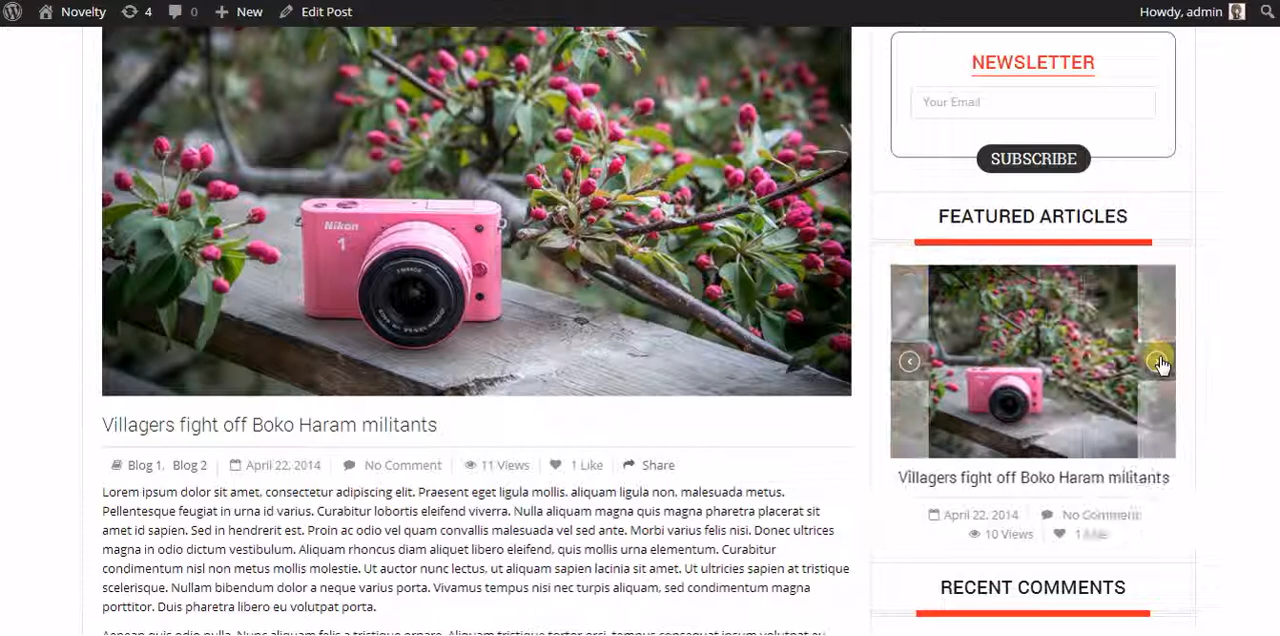 Novelty 4 0 New Edit Post Howdy, admin
Nikon
1
Villagers fight off Boko Haram militants
Blog 1, Blog 2 April 22, 2014 No Comment 11 Views 1 Like Share
Lorem ipsum dolor sit amet, consectetur adipiscing elit. Praesent eget ligula mollis, aliquam ligula non, malesuada metus.
Pellentesque feugiat in urna id varius. Curabitur lobortis eleifend viverra. Nulla aliquam magna quis magna pharetra placerat sit
amet id sapien. Sed in hendrerit est. Proin ac odio vel quam convallis malesuada vel sed ante. Morbi varius felis nisi. Donec ultrices
magna in odio dictum vestibulum. Aliquam rhoncus diam aliquet libero eleifend, quis mollis urna elementum. Curabitur
condimentum nisl non metus mollis molestie. Ut auctor nunc lectus, ut aliquam sapien lacinia sit amet. Ut ultricies sapien at tristique
scelerisque. Nullam bibendum dolor a neque varius porta. Vivamus tempus nisi nec turpis aliquam, sed condimentum magna
porttitor. Duis pharetra libero eu volutpat porta.
NEWSLETTER
Your Email
SUBSCRIBE
FEATURED ARTICLES
Villagers fight off Boko Haram militants
April 22, 2014 No Comment
10 Views 1
RECENT COMMENTS